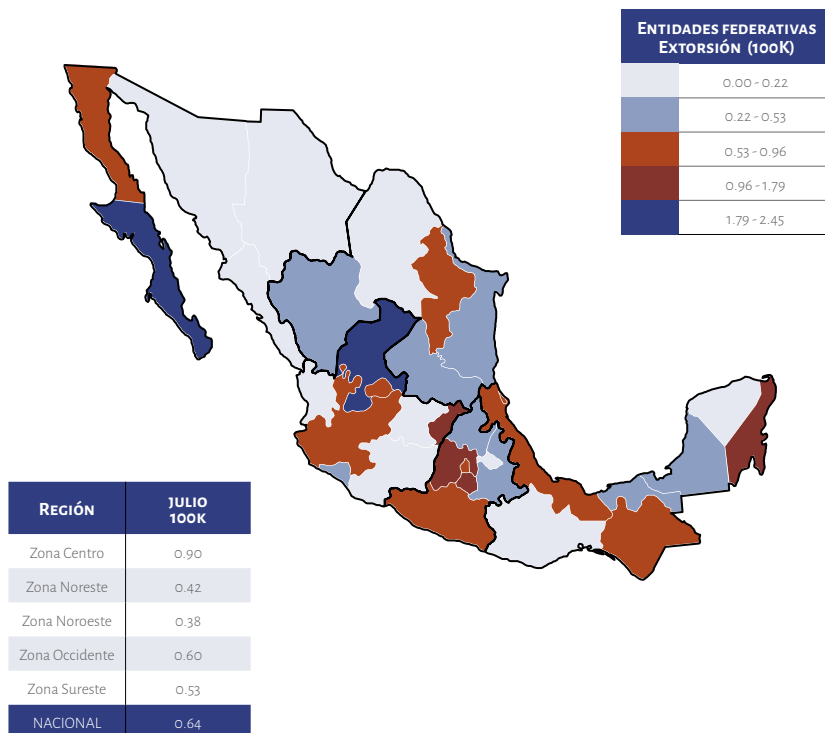 Entidades federativas
Extorsión (100K)
0.00 - 0.22
0.22 - 0.53
0.53 - 0.96
0.96 - 1.79
1.79 - 2.45
Región julio 100k
Zona Centro 0.90
Zona Noreste 0.42
Zona Noroeste 0.38
Zona Occidente 0.60
Zona Sureste 0.53
NACIONAL 0.64